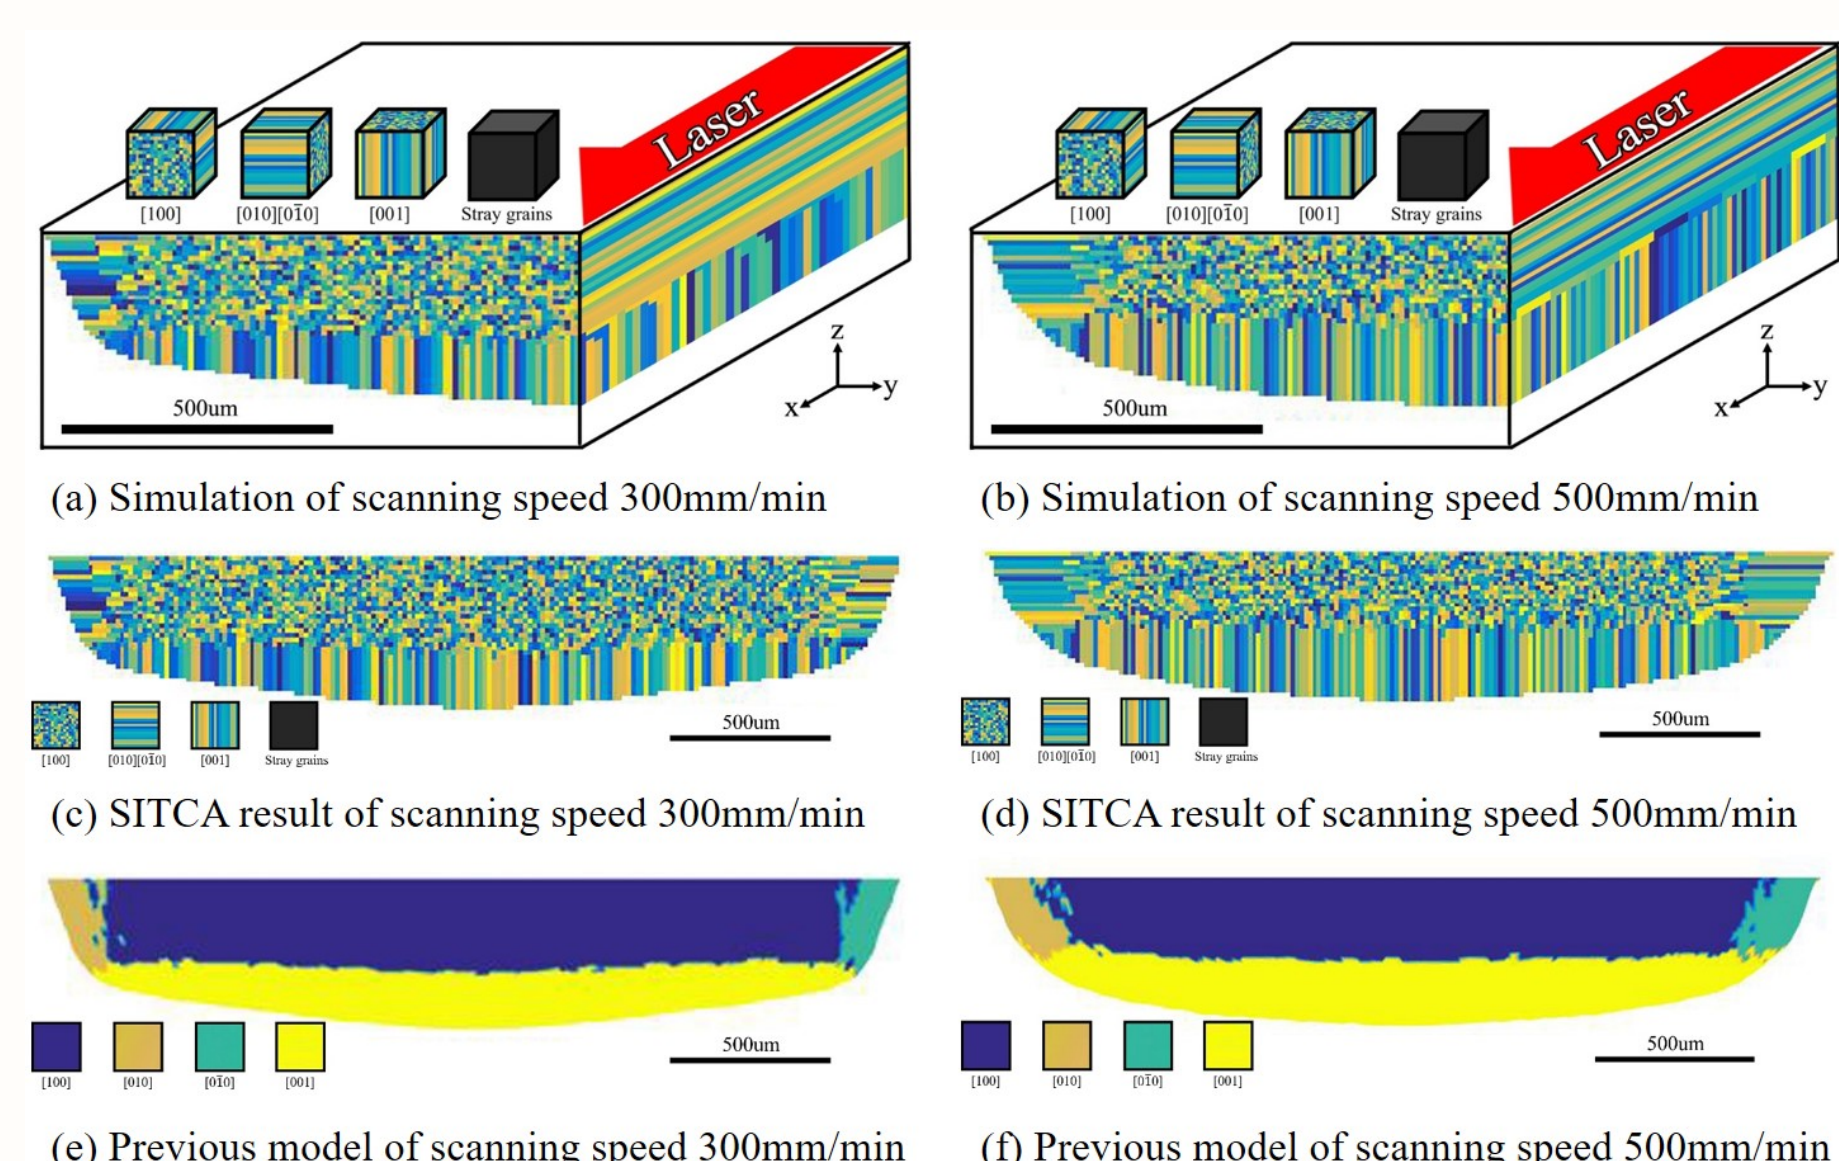 Laser
[100]
[010][01̅0]
[001]
Stray grains
500um
z
y
x
(a) Simulation of scanning speed 300mm/min
Laser
[100]
[010][01̅0]
[001]
Stray grains
500um
z
y
x
(b) Simulation of scanning speed 500mm/min
[100]
[010][01̅0]
[001]
Stray grains
500um
(c) SITCA result of scanning speed 300mm/min
[100]
[010][01̅0]
[001]
Stray grains
500um
(d) SITCA result of scanning speed 500mm/min
[100]
[010]
[01̅0]
[001]
500um
(e) Previous model of scanning speed 300mm/min
[100]
[010]
[01̅0]
[001]
500um
(f) Previous model of scanning speed 500mm/min